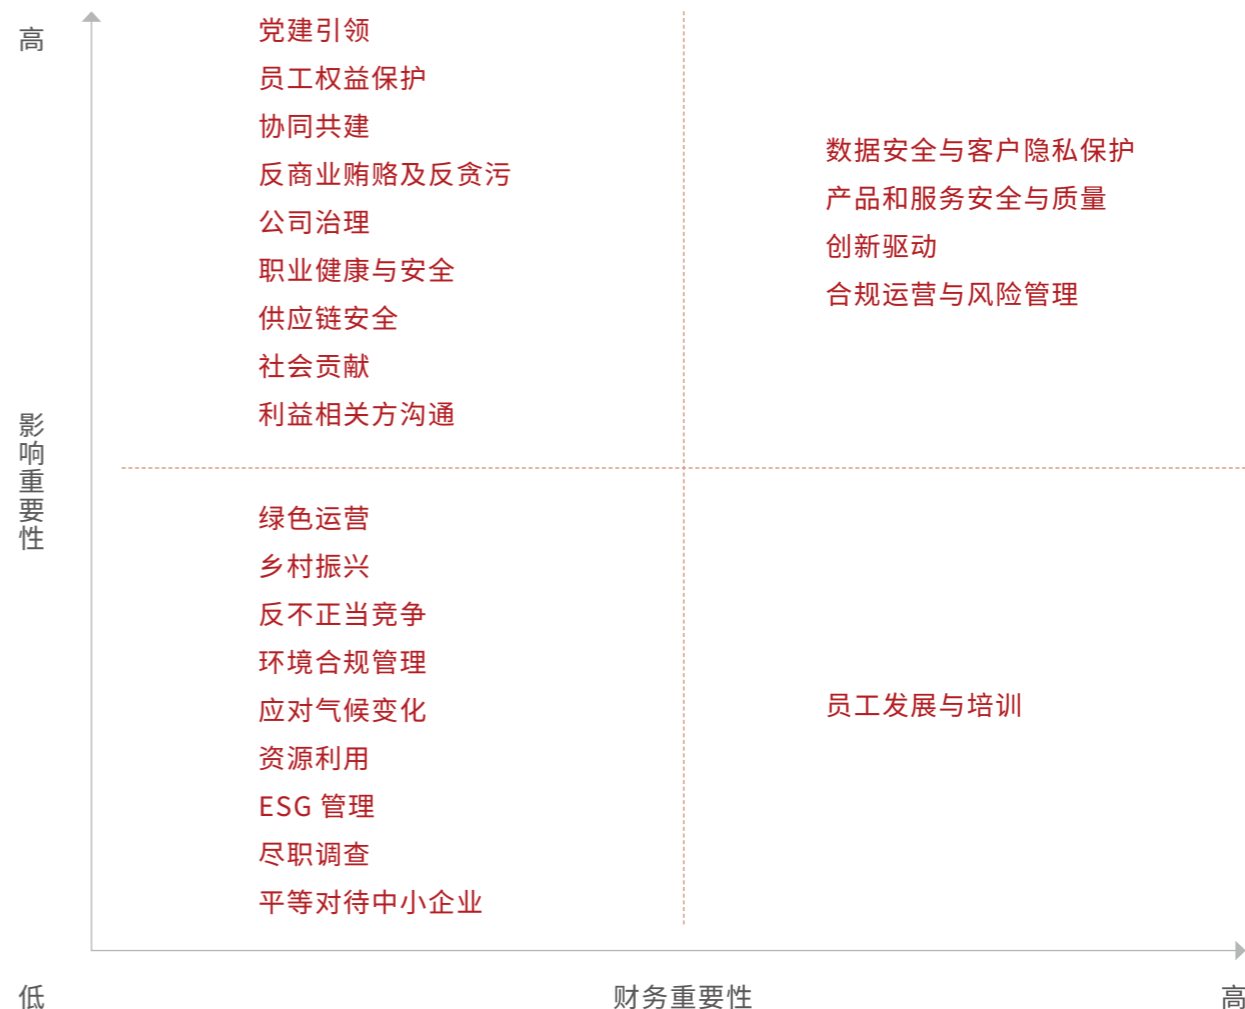 高
党建引领
员工权益保护
协同共建
反商业贿赂及反贪污
公司治理
职业健康与安全
供应链安全
社会贡献
利益相关方沟通
数据安全与客户隐私保护
产品和服务安全与质量
创新驱动
合规运营与风险管理
影响重要性
绿色运营
乡村振兴
反不正当竞争
环境合规管理
应对气候变化
资源利用
ESG 管理
尽职调查
平等对待中小企业
员工发展与培训
低
财务重要性
高